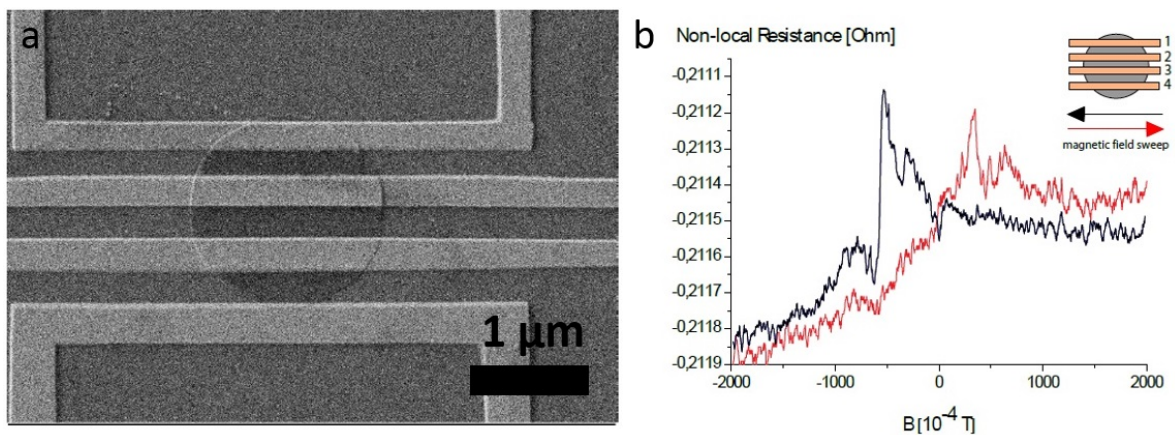 a
1 μm
b
Non-local Resistance [Ohm]
-0,2111
-0,2112
-0,2113
-0,2114
-0,2115
-0,2116
-0,2117
-0,2118
-0,2119
-2000 -1000 0 1000 2000
B [10⁻⁴ T]
1
2
3
4
magnetic field sweep